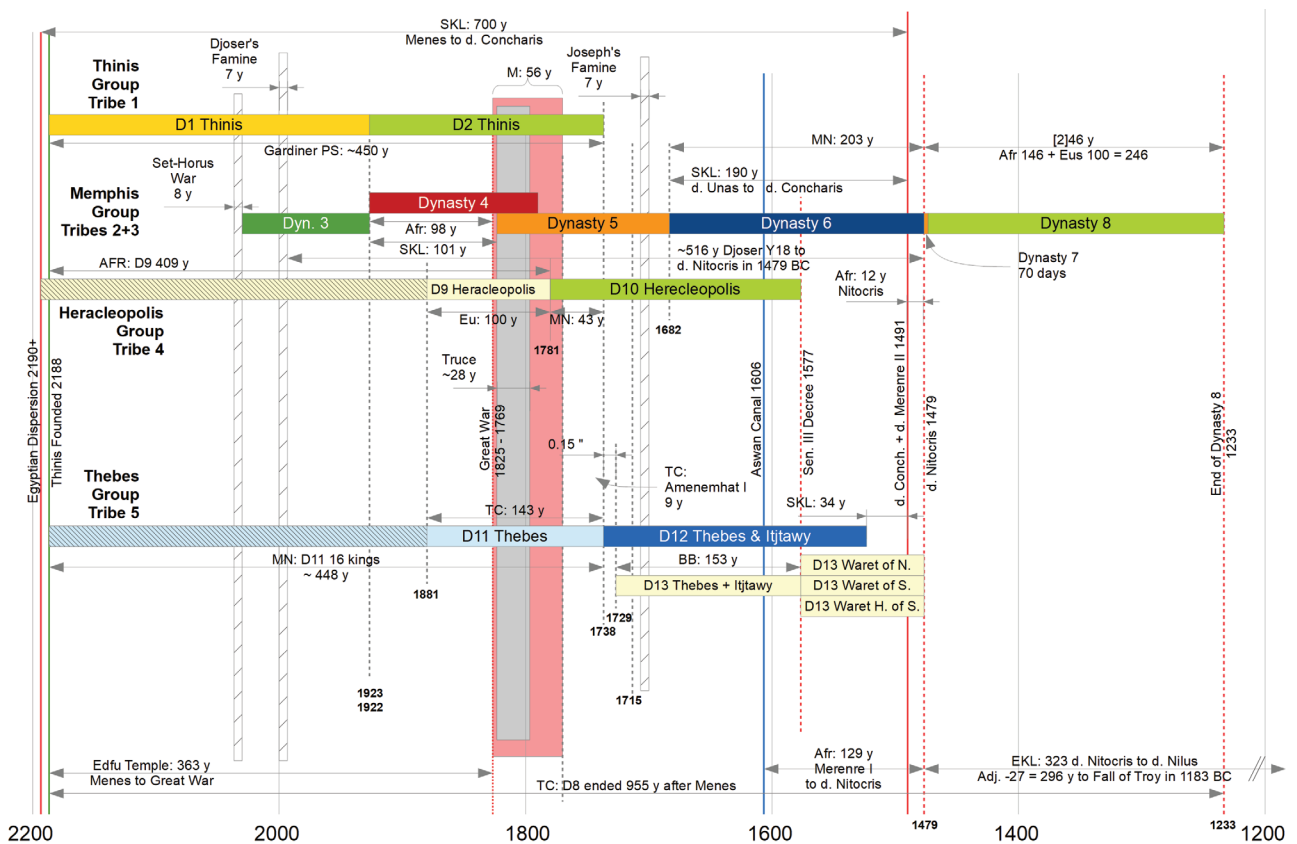 SKL: 700 y
Menes to d. Concharis
Thinis
Group
Tribe 1
Djoser's
Famine
7 y
M: 56 y
Joseph's
Famine
7 y
D1 Thinis
D2 Thinis
Gardiner PS: ~450 y
MN: 203 y
[2]46 y
Afr 146 + Eus 100 = 246
Set-Horus
War
8 y
SKL: 190 y
d. Unas to d. Concharis
Memphis
Group
Tribes 2+3
Dynasty 4
Dyn. 3
Dynasty 5
Dynasty 6
Dynasty 8
Afr: 98 y
SKL: 101 y
~516 y Djoser Y18 to
d. Nitocris in 1479 BC
Dynasty 7
70 days
AFR: D9 409 y
Afr: 12 y
Nitocris
D9 Heracleopolis
D10 Herecleopolis
Heracleopolis
Group
Tribe 4
Eu: 100 y
MN: 43 y
1682
1781
Egyptian Dispersion 2190+
Thinis Founded 2188
Truce
~28 y
Great War
1825 - 1769
Aswan Canal 1606
Sen. III Decree 1577
d. Conch. + d. Merenre II 1491
d. Nitocris 1479
End of Dynasty 8
1233
0.15 "
TC:
Amenemhat I
9 y
Thebes
Group
Tribe 5
SKL: 34 y
TC: 143 y
D11 Thebes
D12 Thebes & Itjtawy
MN: D11 16 kings
~ 448 y
BB: 153 y
D13 Waret of N.
D13 Thebes + Itjtawy
D13 Waret of S.
D13 Waret H. of S.
1881
1729
1738
1923
1922
1715
Edfu Temple: 363 y
Menes to Great War
Afr: 129 y
Merenre I
to d. Nitocris
EKL: 323 d. Nitocris to d. Nilus
Adj. -27 = 296 y to Fall of Troy in 1183 BC
TC: D8 ended 955 y after Menes
1479
1233
2200
2000
1800
1600
1400
1200